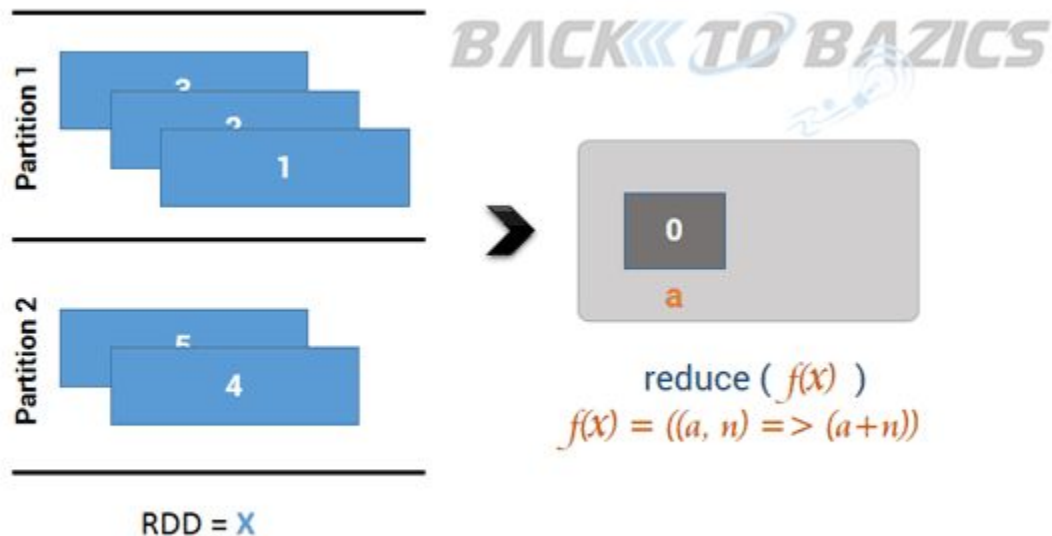 BACK TO BAZICS
Partition 1
1
0
a
Partition 2
4
reduce ( f(x) )
f(x) = ((a, n) => (a+n))
RDD = X